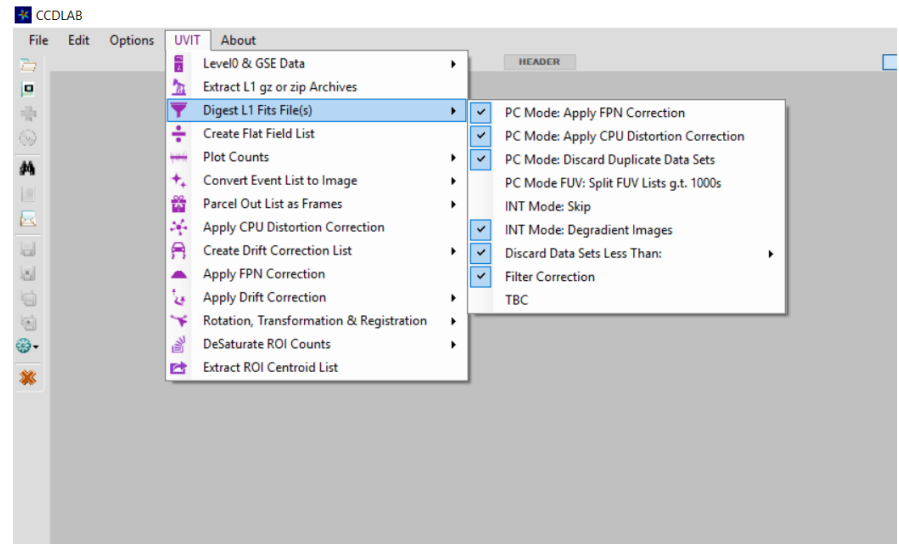 CCDLAB
File Edit Options UVIT About
HEADER
Level0 & GSE Data
Extract L1 gz or zip Archives
Digest L1 Fits File(s)
Create Flat Field List
Plot Counts
Convert Event List to Image
Parcel Out List as Frames
Apply CPU Distortion Correction
Create Drift Correction List
Apply FPN Correction
Apply Drift Correction
Rotation, Transformation & Registration
DeSaturate ROI Counts
Extract ROI Centroid List
PC Mode: Apply FPN Correction
PC Mode: Apply CPU Distortion Correction
PC Mode: Discard Duplicate Data Sets
PC Mode FUV: Split FUV Lists g.t. 1000s
INT Mode: Skip
INT Mode: Degradient Images
Discard Data Sets Less Than:
Filter Correction
TBC